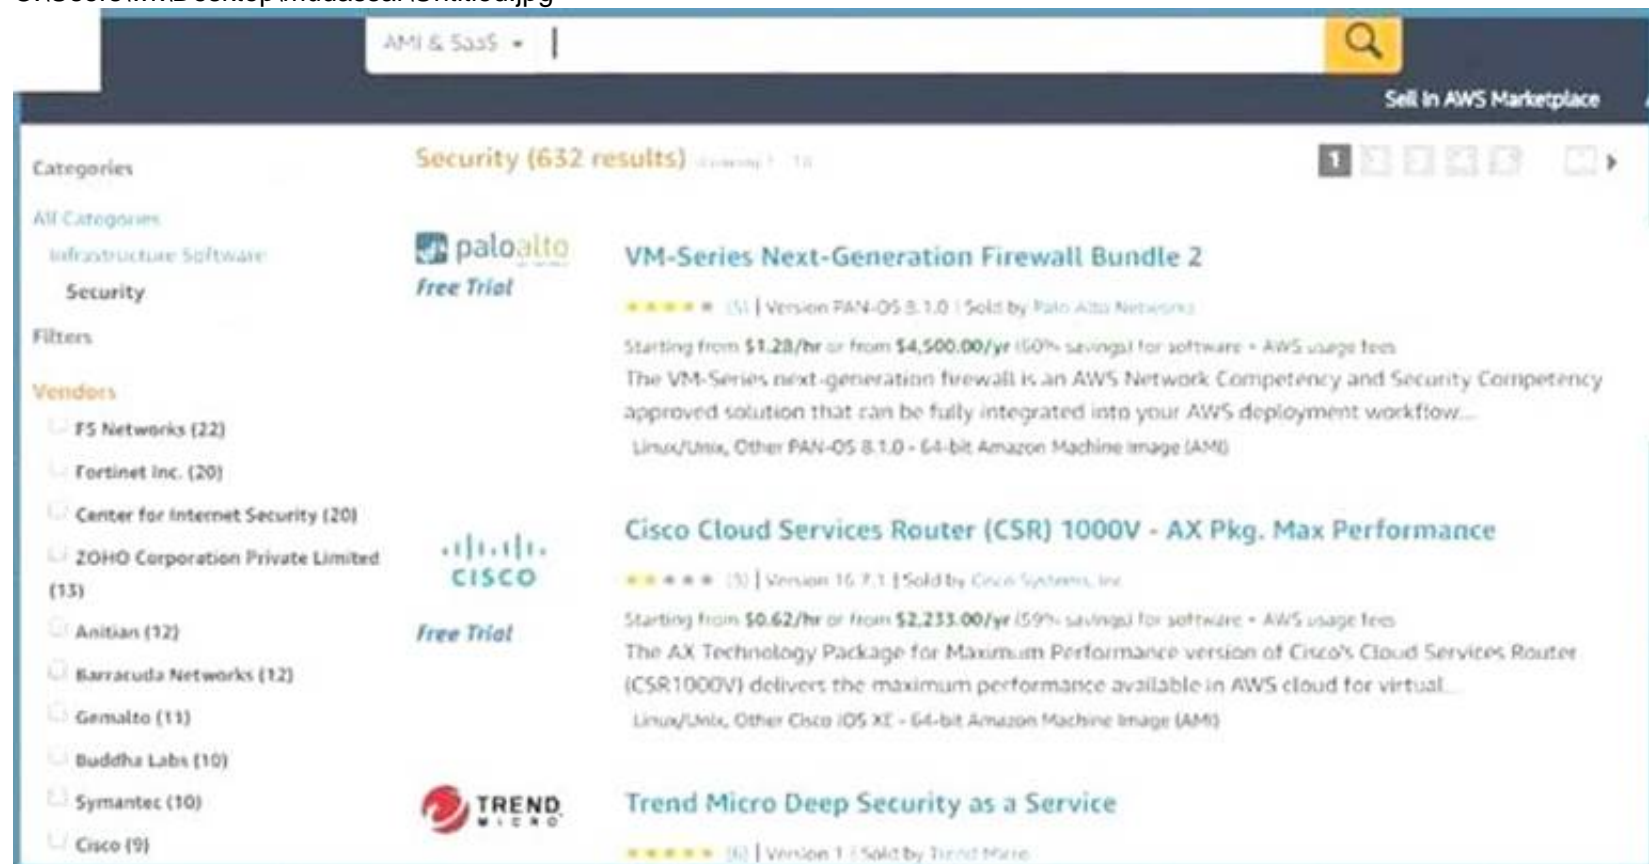 AMI & SaaS
Sell in AWS Marketplace
Categories
All Categories
Infrastructure Software
Security
Filters
Vendors
F5 Networks (22)
Fortinet Inc. (20)
Center for Internet Security (20)
ZOHO Corporation Private Limited
(13)
Anitian (12)
Barracuda Networks (12)
Gemalto (11)
Buddha Labs (10)
Symantec (10)
Cisco (9)
Security (632 results)
1
paloalto
Free Trial
VM-Series Next-Generation Firewall Bundle 2
(5) | Version PAN-OS 8.1.0 | Sold by Palo Alto Networks
Starting from $1.28/hr or from $4,500.00/yr (60% savings) for software + AWS usage fees
The VM-Series next-generation firewall is an AWS Network Competency and Security Competency
approved solution that can be fully integrated into your AWS deployment workflow...
Linux/Unix, Other PAN-OS 8.1.0 - 64-bit Amazon Machine Image (AMI)
CISCO
Free Trial
Cisco Cloud Services Router (CSR) 1000V - AX Pkg. Max Performance
Version 16.7.1 | Sold by Cisco Systems, Inc.
Starting from $0.62/hr or from $2,233.00/yr (59% savings) for software + AWS usage fees
The AX Technology Package for Maximum Performance version of Cisco's Cloud Services Router
(CSR1000V) delivers the maximum performance available in AWS cloud for virtual...
Linux/Unix, Other Cisco IOS XE - 64-bit Amazon Machine Image (AMI)
TREND
MICRO
Trend Micro Deep Security as a Service
(6) | Version 1 | Sold by Trend Micro